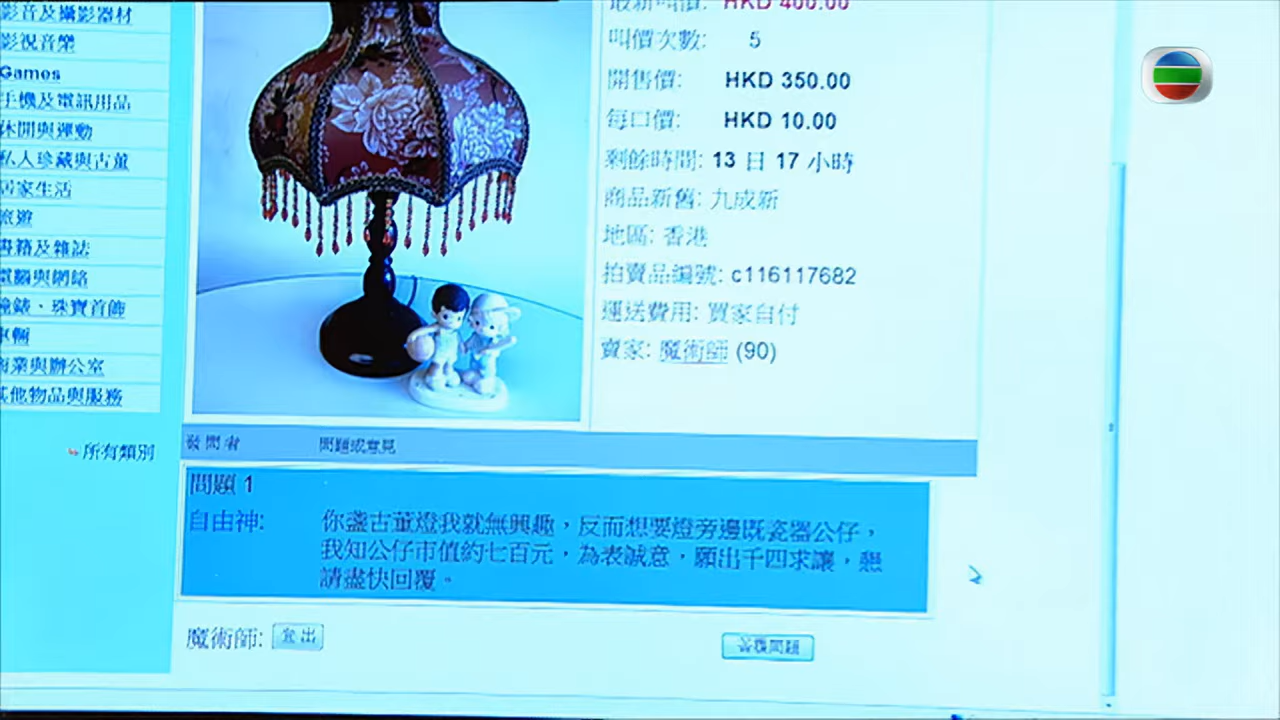 影音及攝影器材
影視音樂
Games
手機及電訊用品
休閒與運動
私人珍藏與古董
居家生活
旅遊
書籍及雜誌
電腦與網絡
鐘錶、珠寶首飾
車輛
商業與辦公室
其他物品與服務
所有類別
最新叫價: HKD 400.00
叫價次數: 5
開售價: HKD 350.00
每口價: HKD 10.00
剩餘時間: 13 日 17 小時
商品新舊: 九成新
地區: 香港
拍賣品編號: c116117682
運送費用: 買家自付
賣家: 魔術師 (90)
發問者 問題或意見
問題 1
自由神: 你盞古董燈我就無興趣，反而想要燈旁邊既瓷器公仔，
我知公仔市值約七百元，為表誠意，願出千四求讓，懇
請盡快回覆。
魔術師:
答覆問題